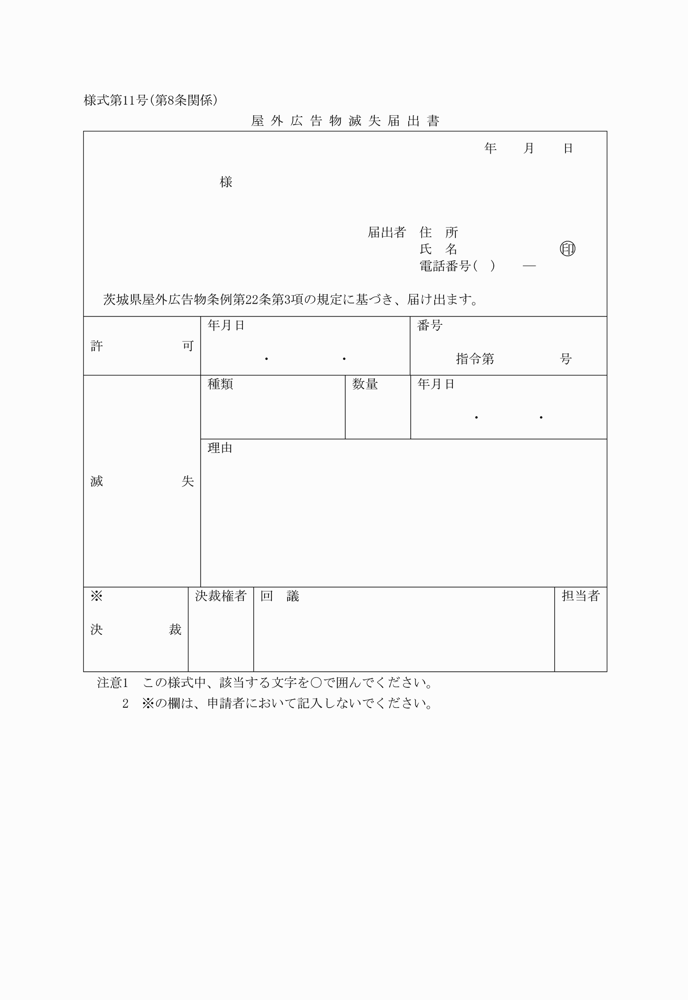 様式第11号(第8条関係)
屋外広告物滅失届出書
年　月　日
様
届出者　住　所
氏　名　㊞
電話番号(　)　―
茨城県屋外広告物条例第22条第3項の規定に基づき、届け出ます。
許可
年月日
・　・
番号
指令第　号
滅失
種類
数量
年月日
・　・
理由
※
決裁
決裁権者
回　議
担当者
注意1　この様式中、該当する文字を○で囲んでください。
2　※の欄は、申請者において記入しないでください。